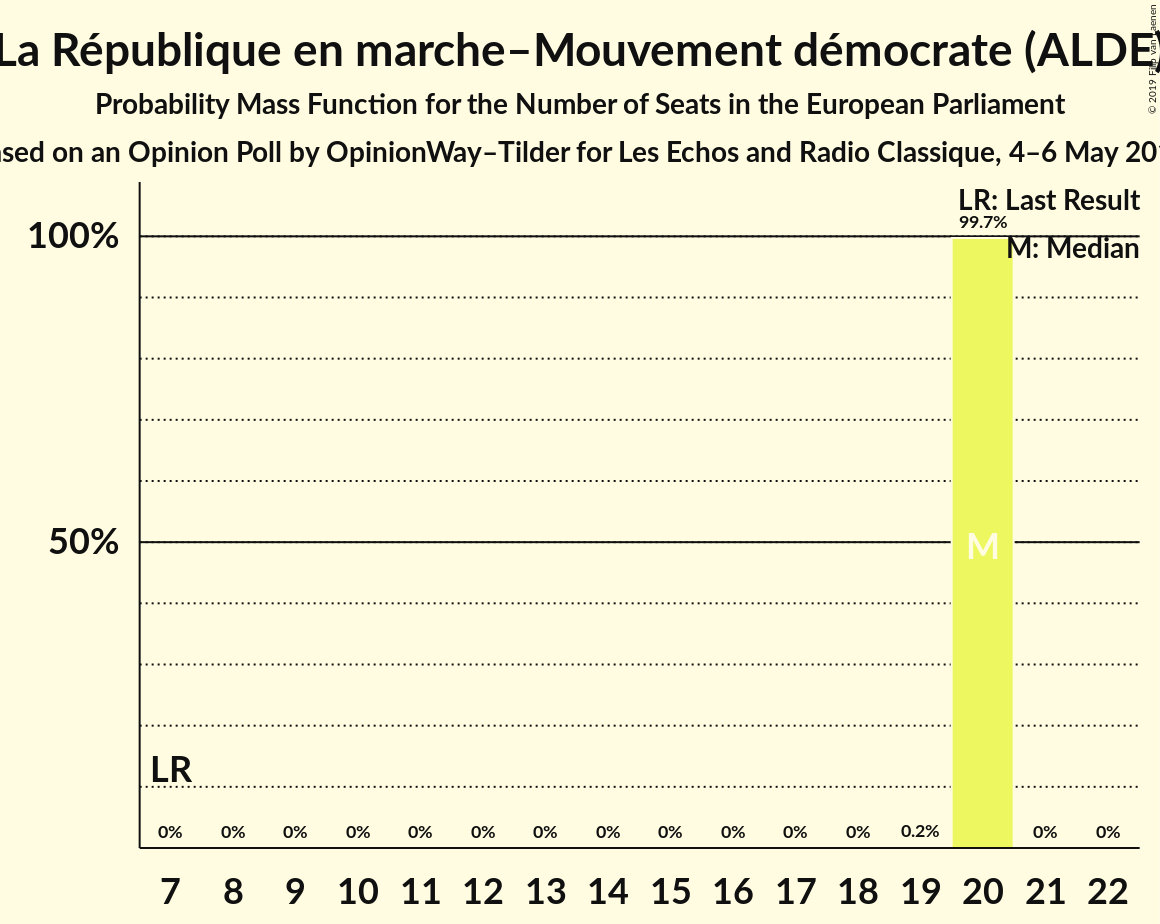 La République en marche–Mouvement démocrate (ALDE)
Probability Mass Function for the Number of Seats in the European Parliament
on an Opinion Poll by OpinionWay–Tilder for Les Echos and Radio Classique, 4–6 May
© 2019 Filip van Laenen
LR: Last Result
99.7%
100%
M: Median
50%
M
LR
0% 0% 0% 0% 0% 0% 0% 0% 0% 0% 0% 0% 0.2% 0% 0%
7 8 9 10 11 12 13 14 15 16 17 18 19 20 21 22